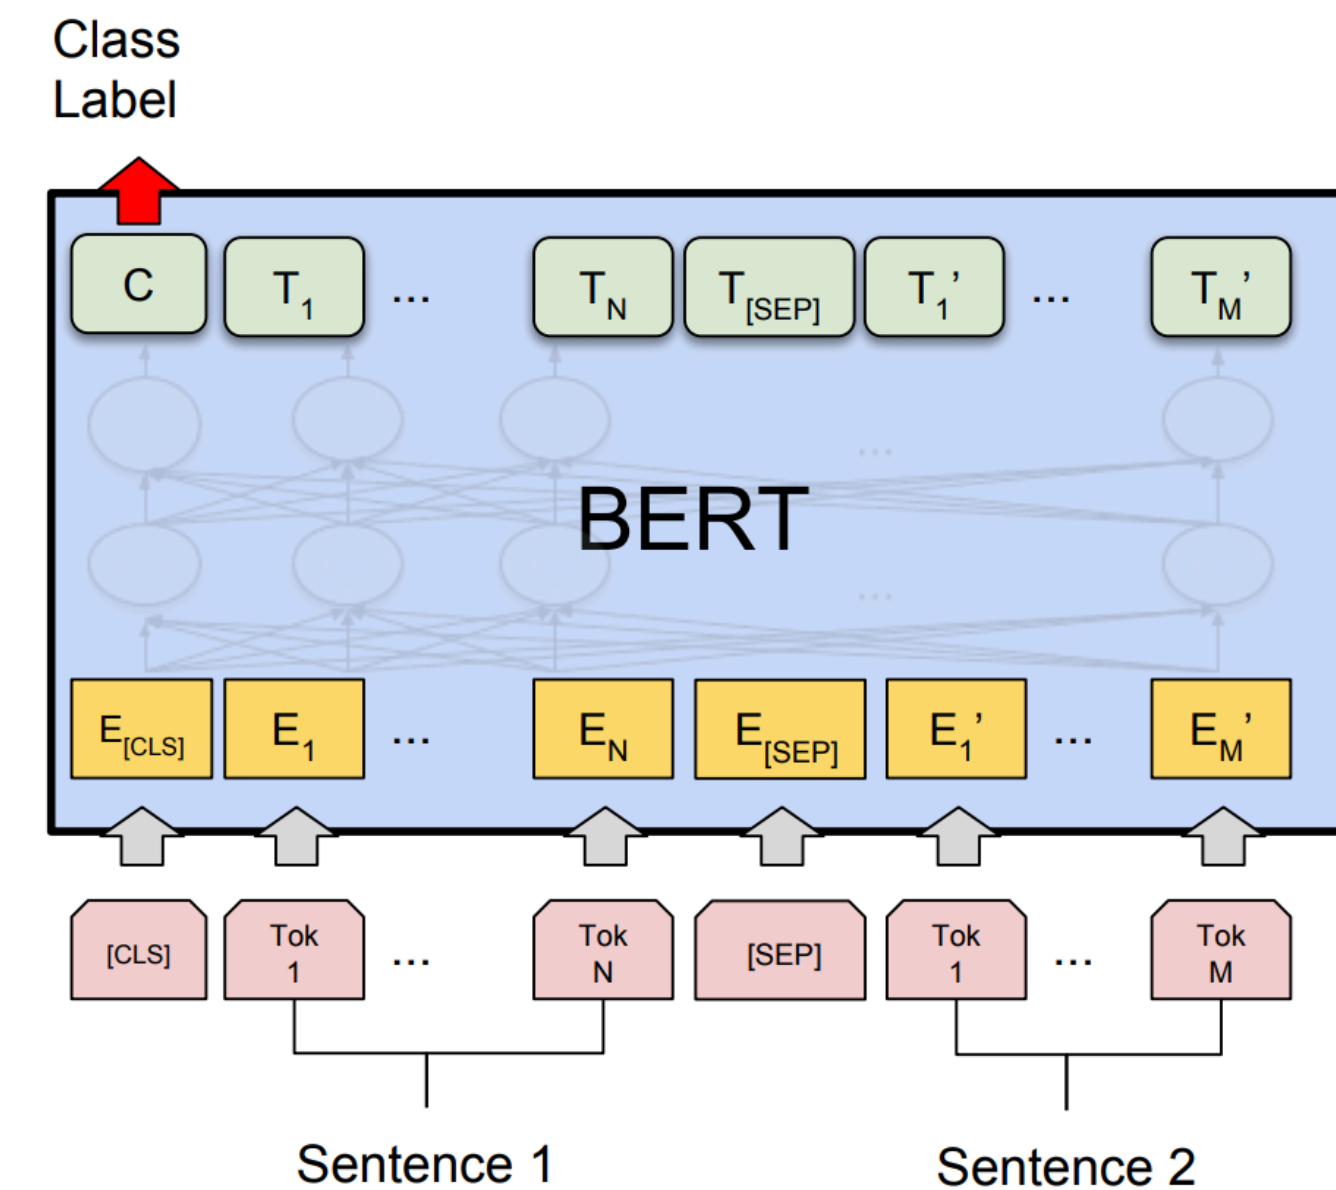 Class
Label
C T1 ... TN T[SEP] T1’ ... TM’
...
BERT
...
E[CLS] E1 ... EN E[SEP] E1’ ... EM’
[CLS] Tok 1 ... Tok N [SEP] Tok 1 ... Tok M
Sentence 1 Sentence 2